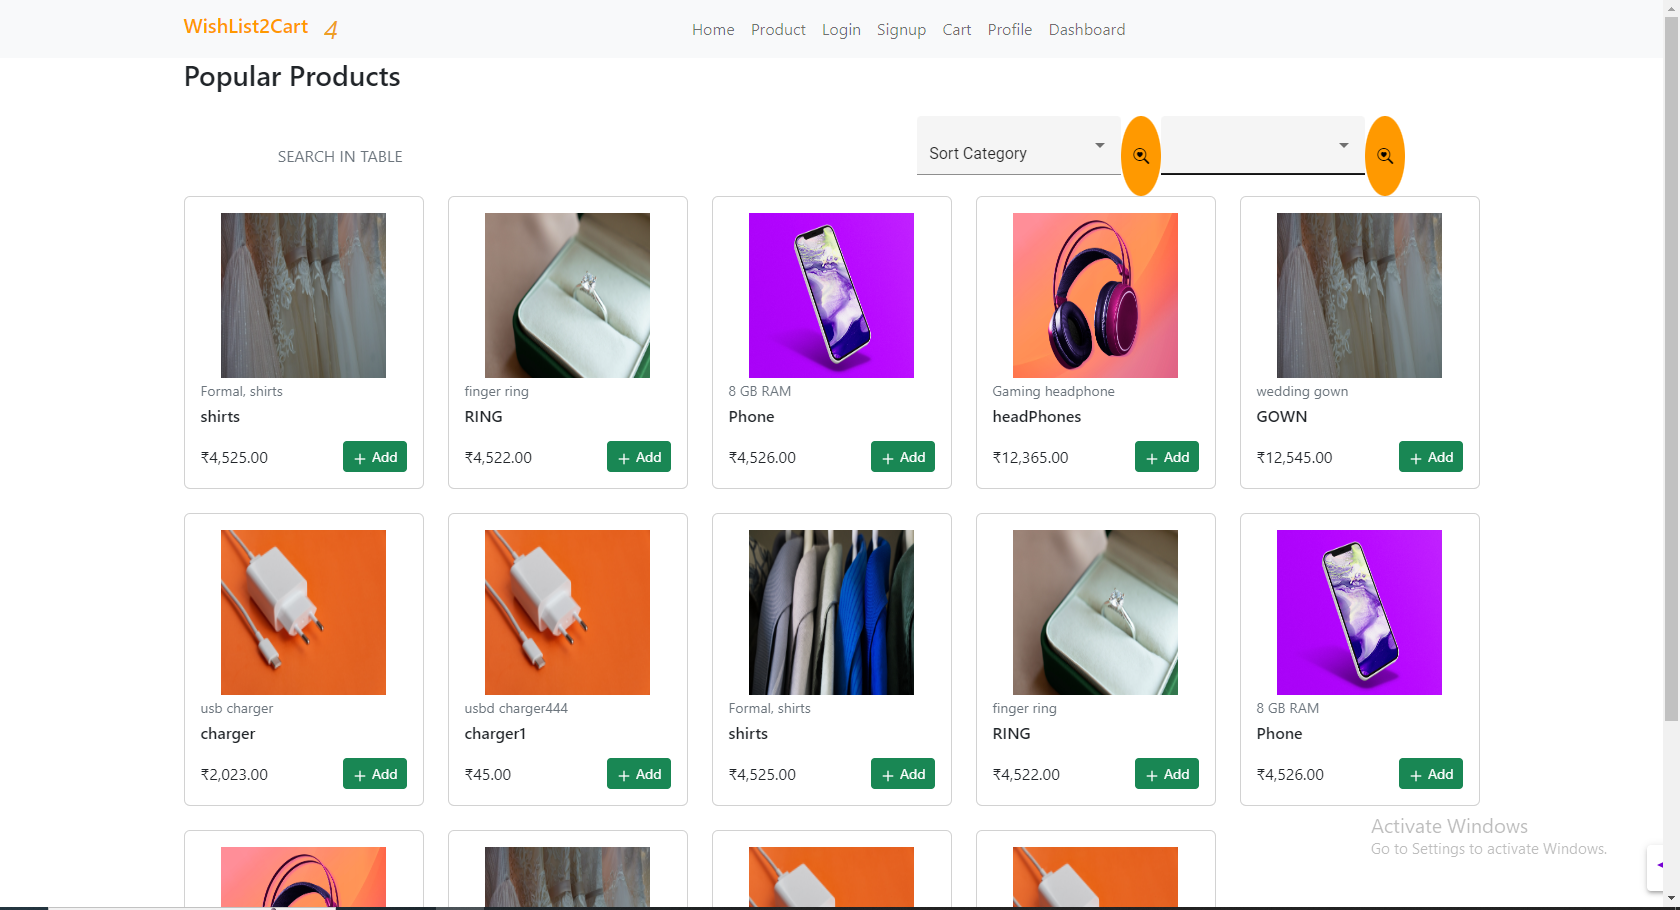 WishList2Cart 4 Home Product Login Signup Cart Profile Dashboard
Popular Products
SEARCH IN TABLE Sort Category
Formal, shirts
shirts
₹4,525.00 + Add
finger ring
RING
₹4,522.00 + Add
8 GB RAM
Phone
₹4,526.00 + Add
Gaming headphone
headPhones
₹12,365.00 + Add
wedding gown
GOWN
₹12,545.00 + Add
usb charger
charger
₹2,023.00 + Add
usbd charger444
charger1
₹45.00 + Add
Formal, shirts
shirts
₹4,525.00 + Add
finger ring
RING
₹4,522.00 + Add
8 GB RAM
Phone
₹4,526.00 + Add
Activate Windows
Go to Settings to activate Windows.